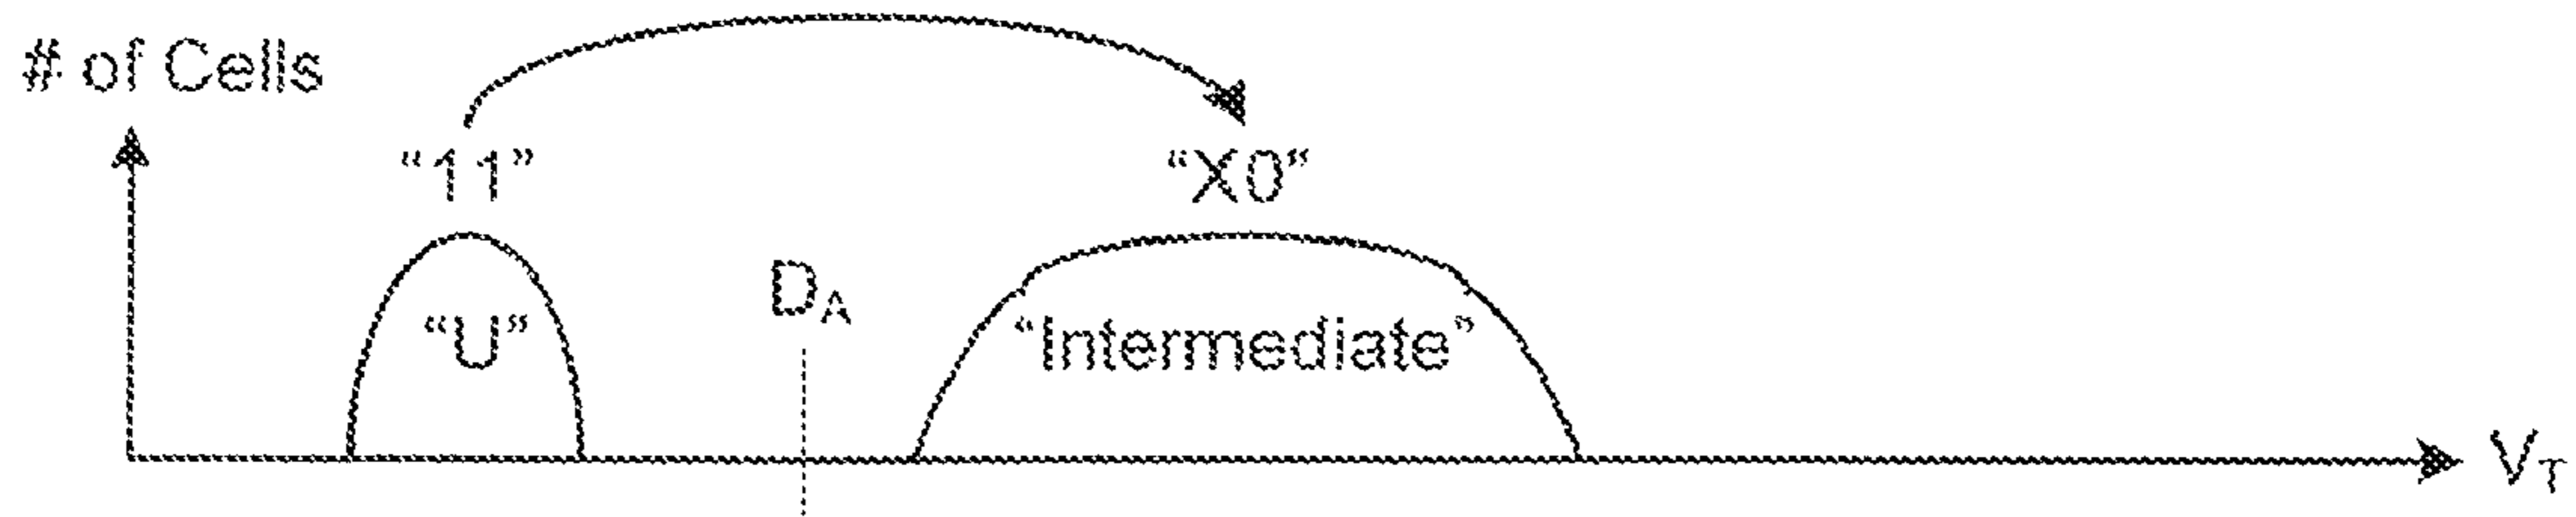 # of Cells
“11”
“X0”
“U”
DA
“Intermediate”
VT